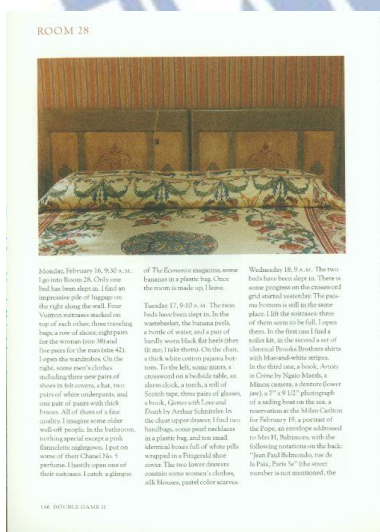 ROOM 28
Monday, February 16, 9:30 A.M.
I go into Room 28. Only one
bed has been slept in. I find an
impressive pile of luggage on
the right along the wall. Four
Vuitton suitcases stacked on
top of each other, three traveling
bags, a row of shoes, eight pairs
for the woman (size 38) and
five pairs for the man (size 42).
I open the wardrobes. On the
right, some men's clothes
including three new pairs of
shoes in felt covers, a hat, two
pairs of white underpants, and
one pair of pants with thick
braces. All of them of a fine
quality. I imagine some older
well-off people. In the bathroom,
nothing special except a pink
flannelette nightgown. I put on
some of their Chanel No. 5
perfume. I hastily open one of
their suitcases. I catch a glimpse
of The Economist magazine, some
bananas in a plastic bag. Once
the room is made up, I leave.
Tuesday 17, 9:10 A.M. The twin
beds have been slept in. In the
wastebasket, the banana peels,
a bottle of water, and a pair of
hardly worn black flat heels (they
fit me; I take them). On the chair,
a thick white cotton pajama bot-
tom. To the left, some mints, a
crossword on a bedside table, an
alarm clock, a torch, a roll of
Scotch tape, three pairs of glasses,
a book, Games with Love and
Death by Arthur Schnitzler. In
the chest upper drawer, I find two
handbags, some pearl necklaces
in a plastic bag, and ten small
identical boxes full of white pills
wrapped in a Fitzgerald shoe
cover. The two lower drawers
contain some women's clothes,
silk blouses, pastel color scarves.
Wednesday 18, 9 A.M. The two
beds have been slept in. There is
some progress on the crossword
grid started yesterday. The paja-
ma bottom is still in the same
place. I lift the suitcases: three
of them seem to be full. I open
them. In the first one I find a
toilet kit, in the second a set of
identical Brooks Brothers shirts
with blue-and-white stripes.
In the third one, a book, Artists
in Crime by Ngaio Marsh, a
Minox camera, a denture (lower
jaw), a 7" x 9 1/2" photograph
of a sailing boat on the sea, a
reservation at the Milan Carlton
for February 19, a portrait of
the Pope, an envelope addressed
to Mrs H, Baltimore, with the
following notations on the back:
"Jean Paul Belmondo, rue de
la Paix, Paris 5e" (the street
number is not mentioned, the
146 DOUBLE GAME II